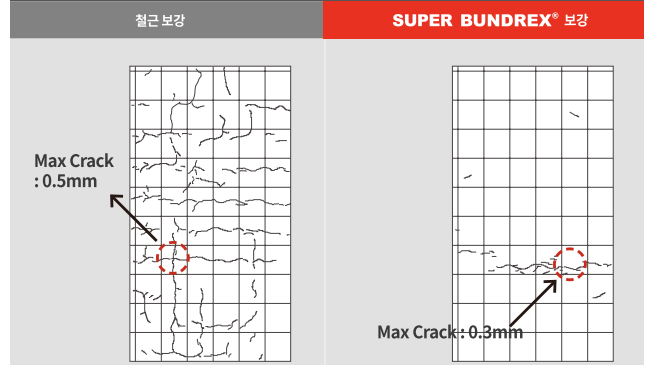 철근 보강
SUPER BUNDREX® 보강
Max Crack
: 0.5mm
Max Crack : 0.3mm